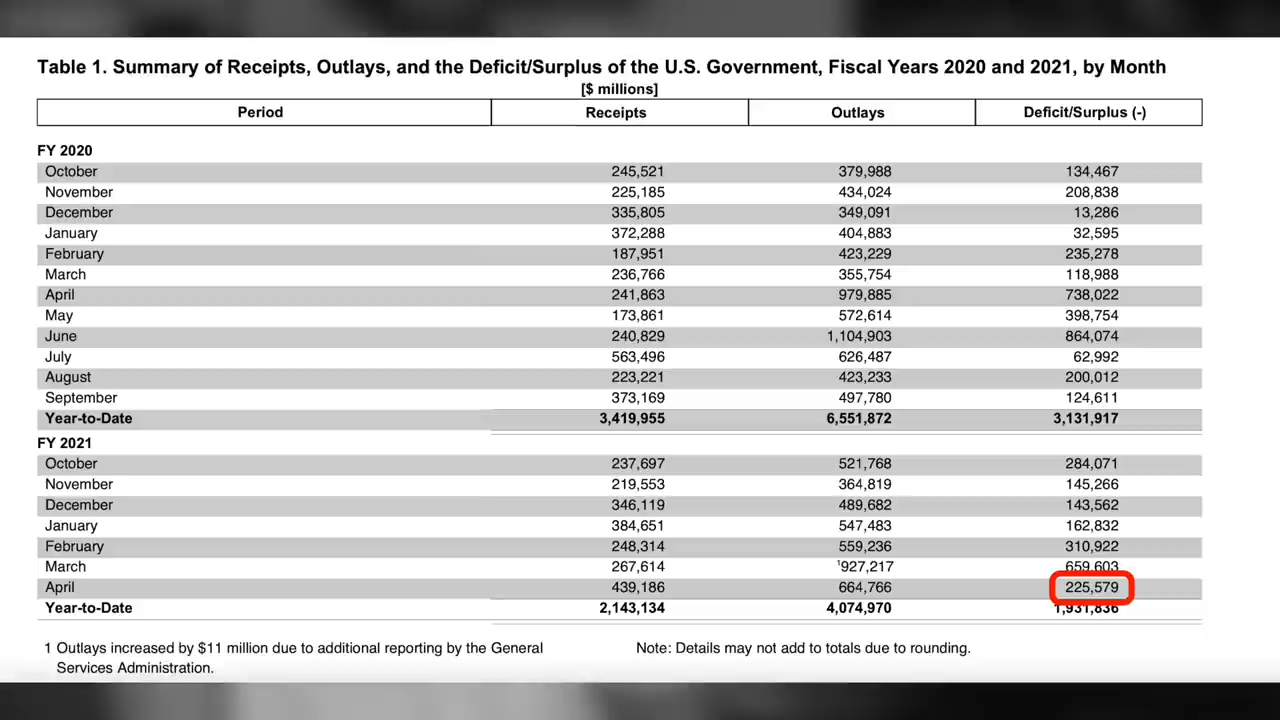 Table 1. Summary of Receipts, Outlays, and the Deficit/Surplus of the U.S. Government, Fiscal Years 2020 and 2021, by Month
[$ millions]
Period Receipts Outlays Deficit/Surplus (-)
FY 2020
October 245,521 379,988 134,467
November 225,185 434,024 208,838
December 335,805 349,091 13,286
January 372,288 404,883 32,595
February 187,951 423,229 235,278
March 236,766 355,754 118,988
April 241,863 979,885 738,022
May 173,861 572,614 398,754
June 240,829 1,104,903 864,074
July 563,496 626,487 62,992
August 223,221 423,233 200,012
September 373,169 497,780 124,611
Year-to-Date 3,419,955 6,551,872 3,131,917
FY 2021
October 237,697 521,768 284,071
November 219,553 364,819 145,266
December 346,119 489,682 143,562
January 384,651 547,483 162,832
February 248,314 559,236 310,922
March 267,614 ¹927,217 659,603
April 439,186 664,766 225,579
Year-to-Date 2,143,134 4,074,970 1,931,836
1 Outlays increased by $11 million due to additional reporting by the General
Services Administration.
Note: Details may not add to totals due to rounding.